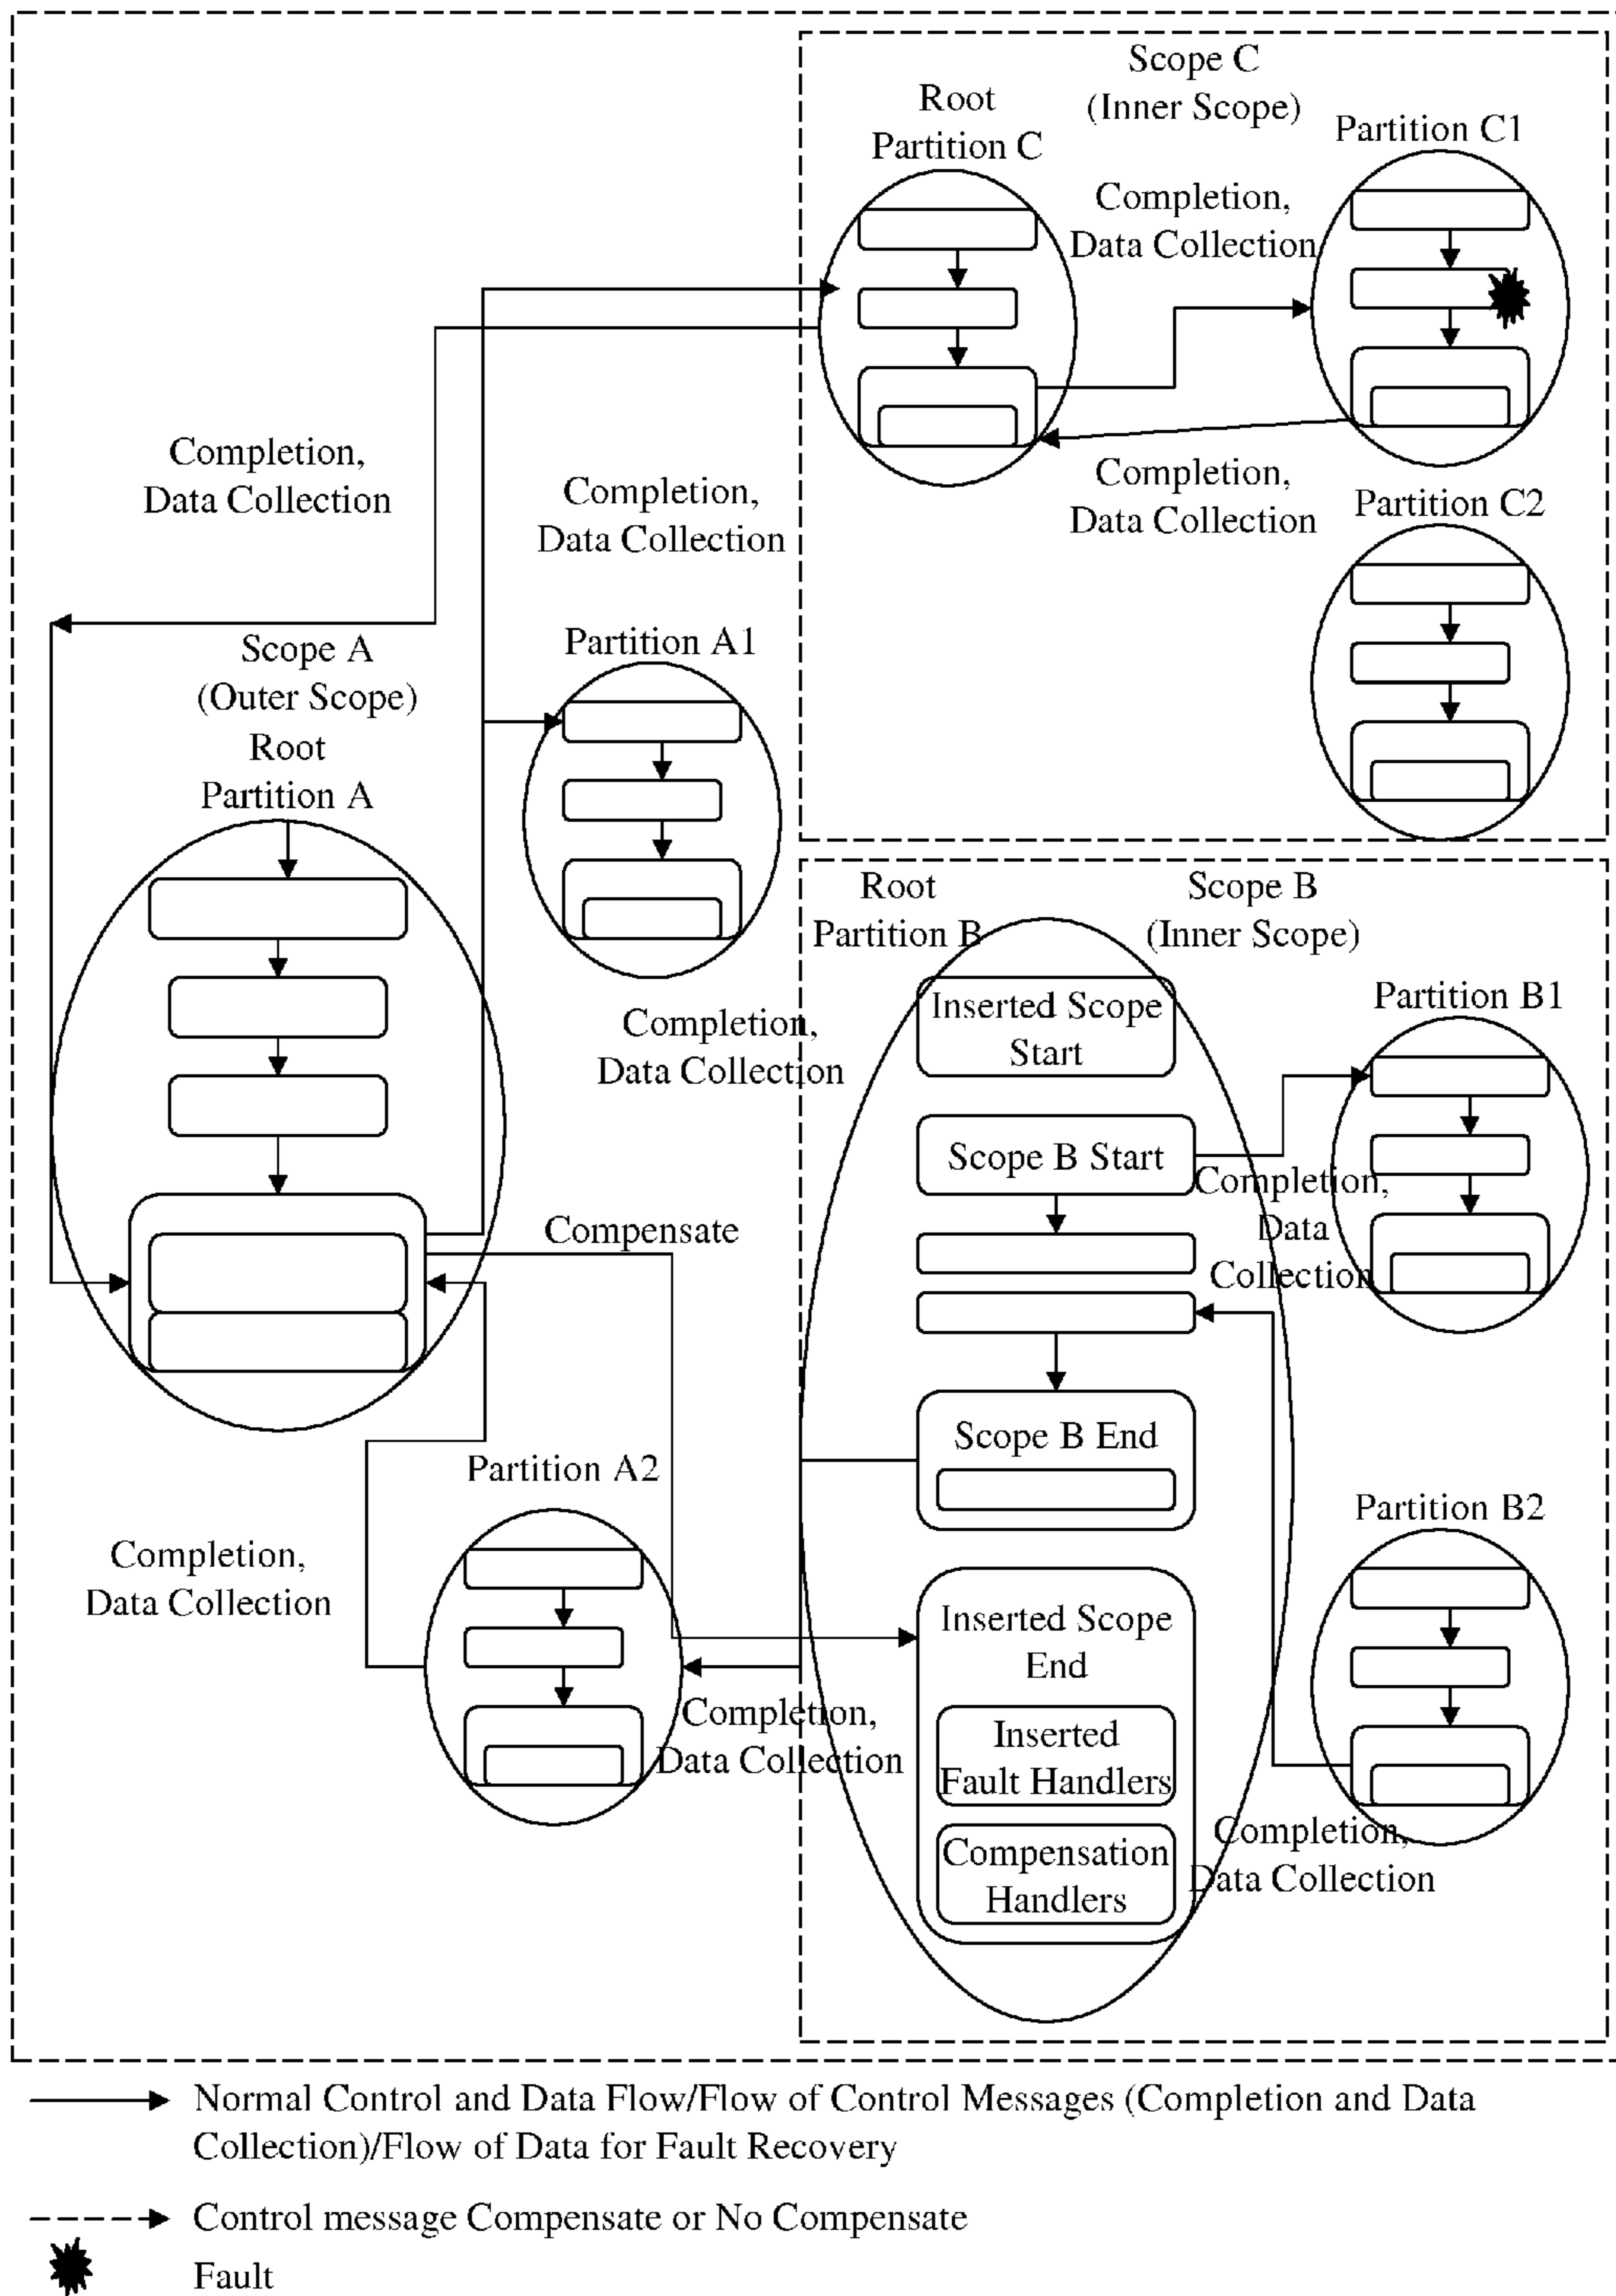 Scope C
(Inner Scope)
Root
Partition C
Partition C1
Completion,
Data Collection
Completion,
Data Collection
Completion,
Data Collection
Completion,
Data Collection
Partition C2
Scope A
(Outer Scope)
Root
Partition A
Partition A1
Root
Partition B
Scope B
(Inner Scope)
Inserted Scope
Start
Partition B1
Completion,
Data Collection
Scope B Start
Completion,
Data
Collection
Compensate
Scope B End
Partition A2
Partition B2
Completion,
Data Collection
Inserted Scope
End
Completion,
Data Collection
Inserted
Fault Handlers
Compensation
Handlers
Completion,
Data Collection
Normal Control and Data Flow/Flow of Control Messages (Completion and Data
Collection)/Flow of Data for Fault Recovery
Control message Compensate or No Compensate
Fault